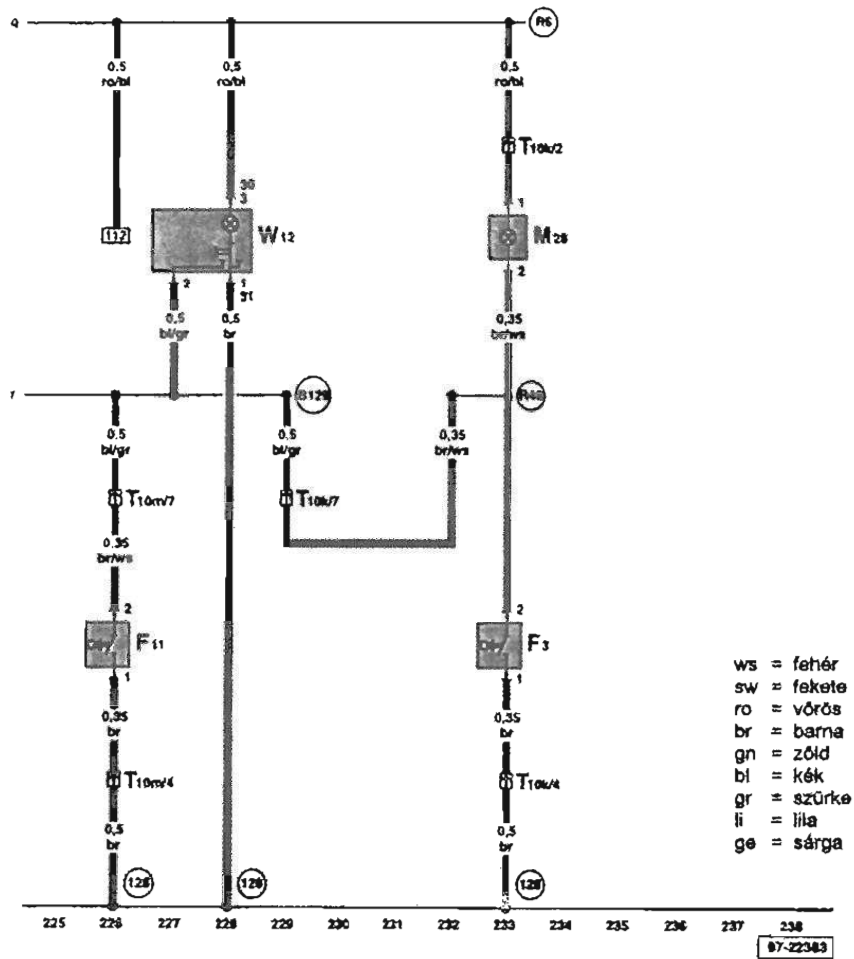 R6
0.5
ro/bl
0,5
ro/bl
0,5
ro/bl
T10k/2
30
3
1
112
W12
M28
2
1
31
2
0,5
bl/gr
0,5
br
0,35
br/ws
B129
0,5
bl/gr
0,5
bl/gr
0,35
br/ws
T10m/7
T10k/7
0,35
br/ws
2
2
F11
F3
1
1
0,35
br
0,35
br
T10m/4
T10k/4
0,5
br
0,5
br
128
128
225 226 227 228 229 230 231 232 233 234 235 236 237 238
97-22383
ws = fehér
sw = fekete
ro = vörös
br = barna
gn = zöld
bl = kék
gr = szürke
li = lila
ge = sárga